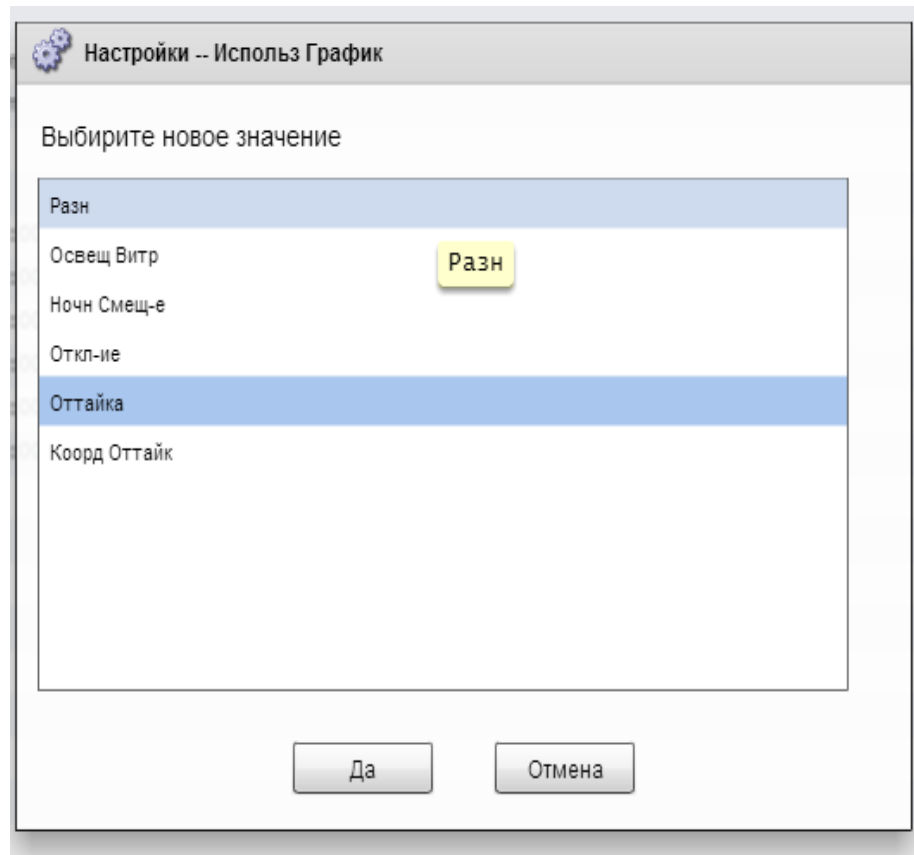 Настройки -- Использ График
Выбирите новое значение
Разн
Освещ Витр
Разн
Ночн Смещ-е
Откл-ие
Оттайка
Коорд Оттайк
Да
Отмена